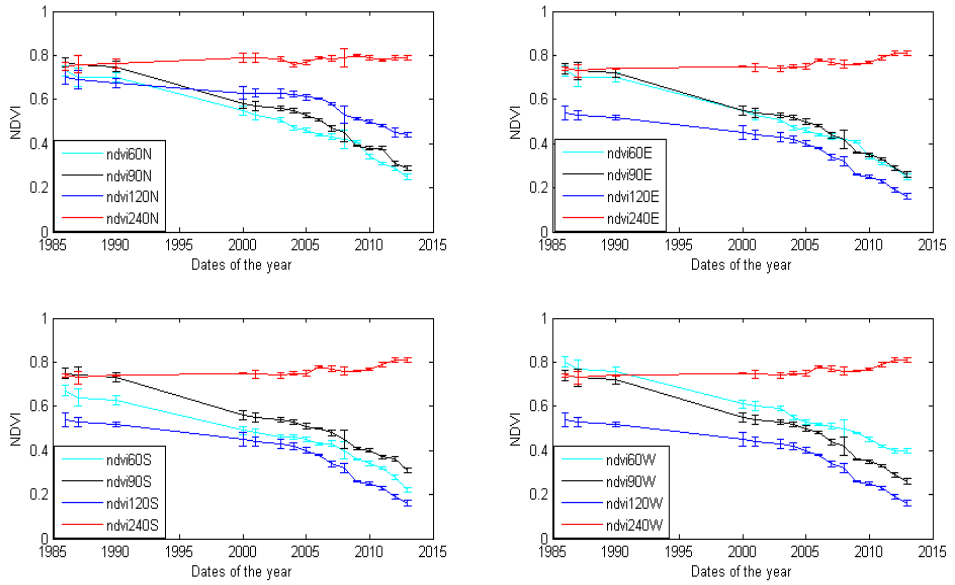 1
0.8
0.6
0.4
0.2
0
NDVI
ndvi60N
ndvi90N
ndvi120N
ndvi240N
1985 1990 1995 2000 2005 2010 2015
Dates of the year
1
0.8
0.6
0.4
0.2
0
NDVI
ndvi60E
ndvi90E
ndvi120E
ndvi240E
1985 1990 1995 2000 2005 2010 2015
Dates of the year
1
0.8
0.6
0.4
0.2
0
NDVI
ndvi60S
ndvi90S
ndvi120S
ndvi240S
1985 1990 1995 2000 2005 2010 2015
Dates of the year
1
0.8
0.6
0.4
0.2
0
NDVI
ndvi60W
ndvi90W
ndvi120W
ndvi240W
1985 1990 1995 2000 2005 2010 2015
Dates of the year